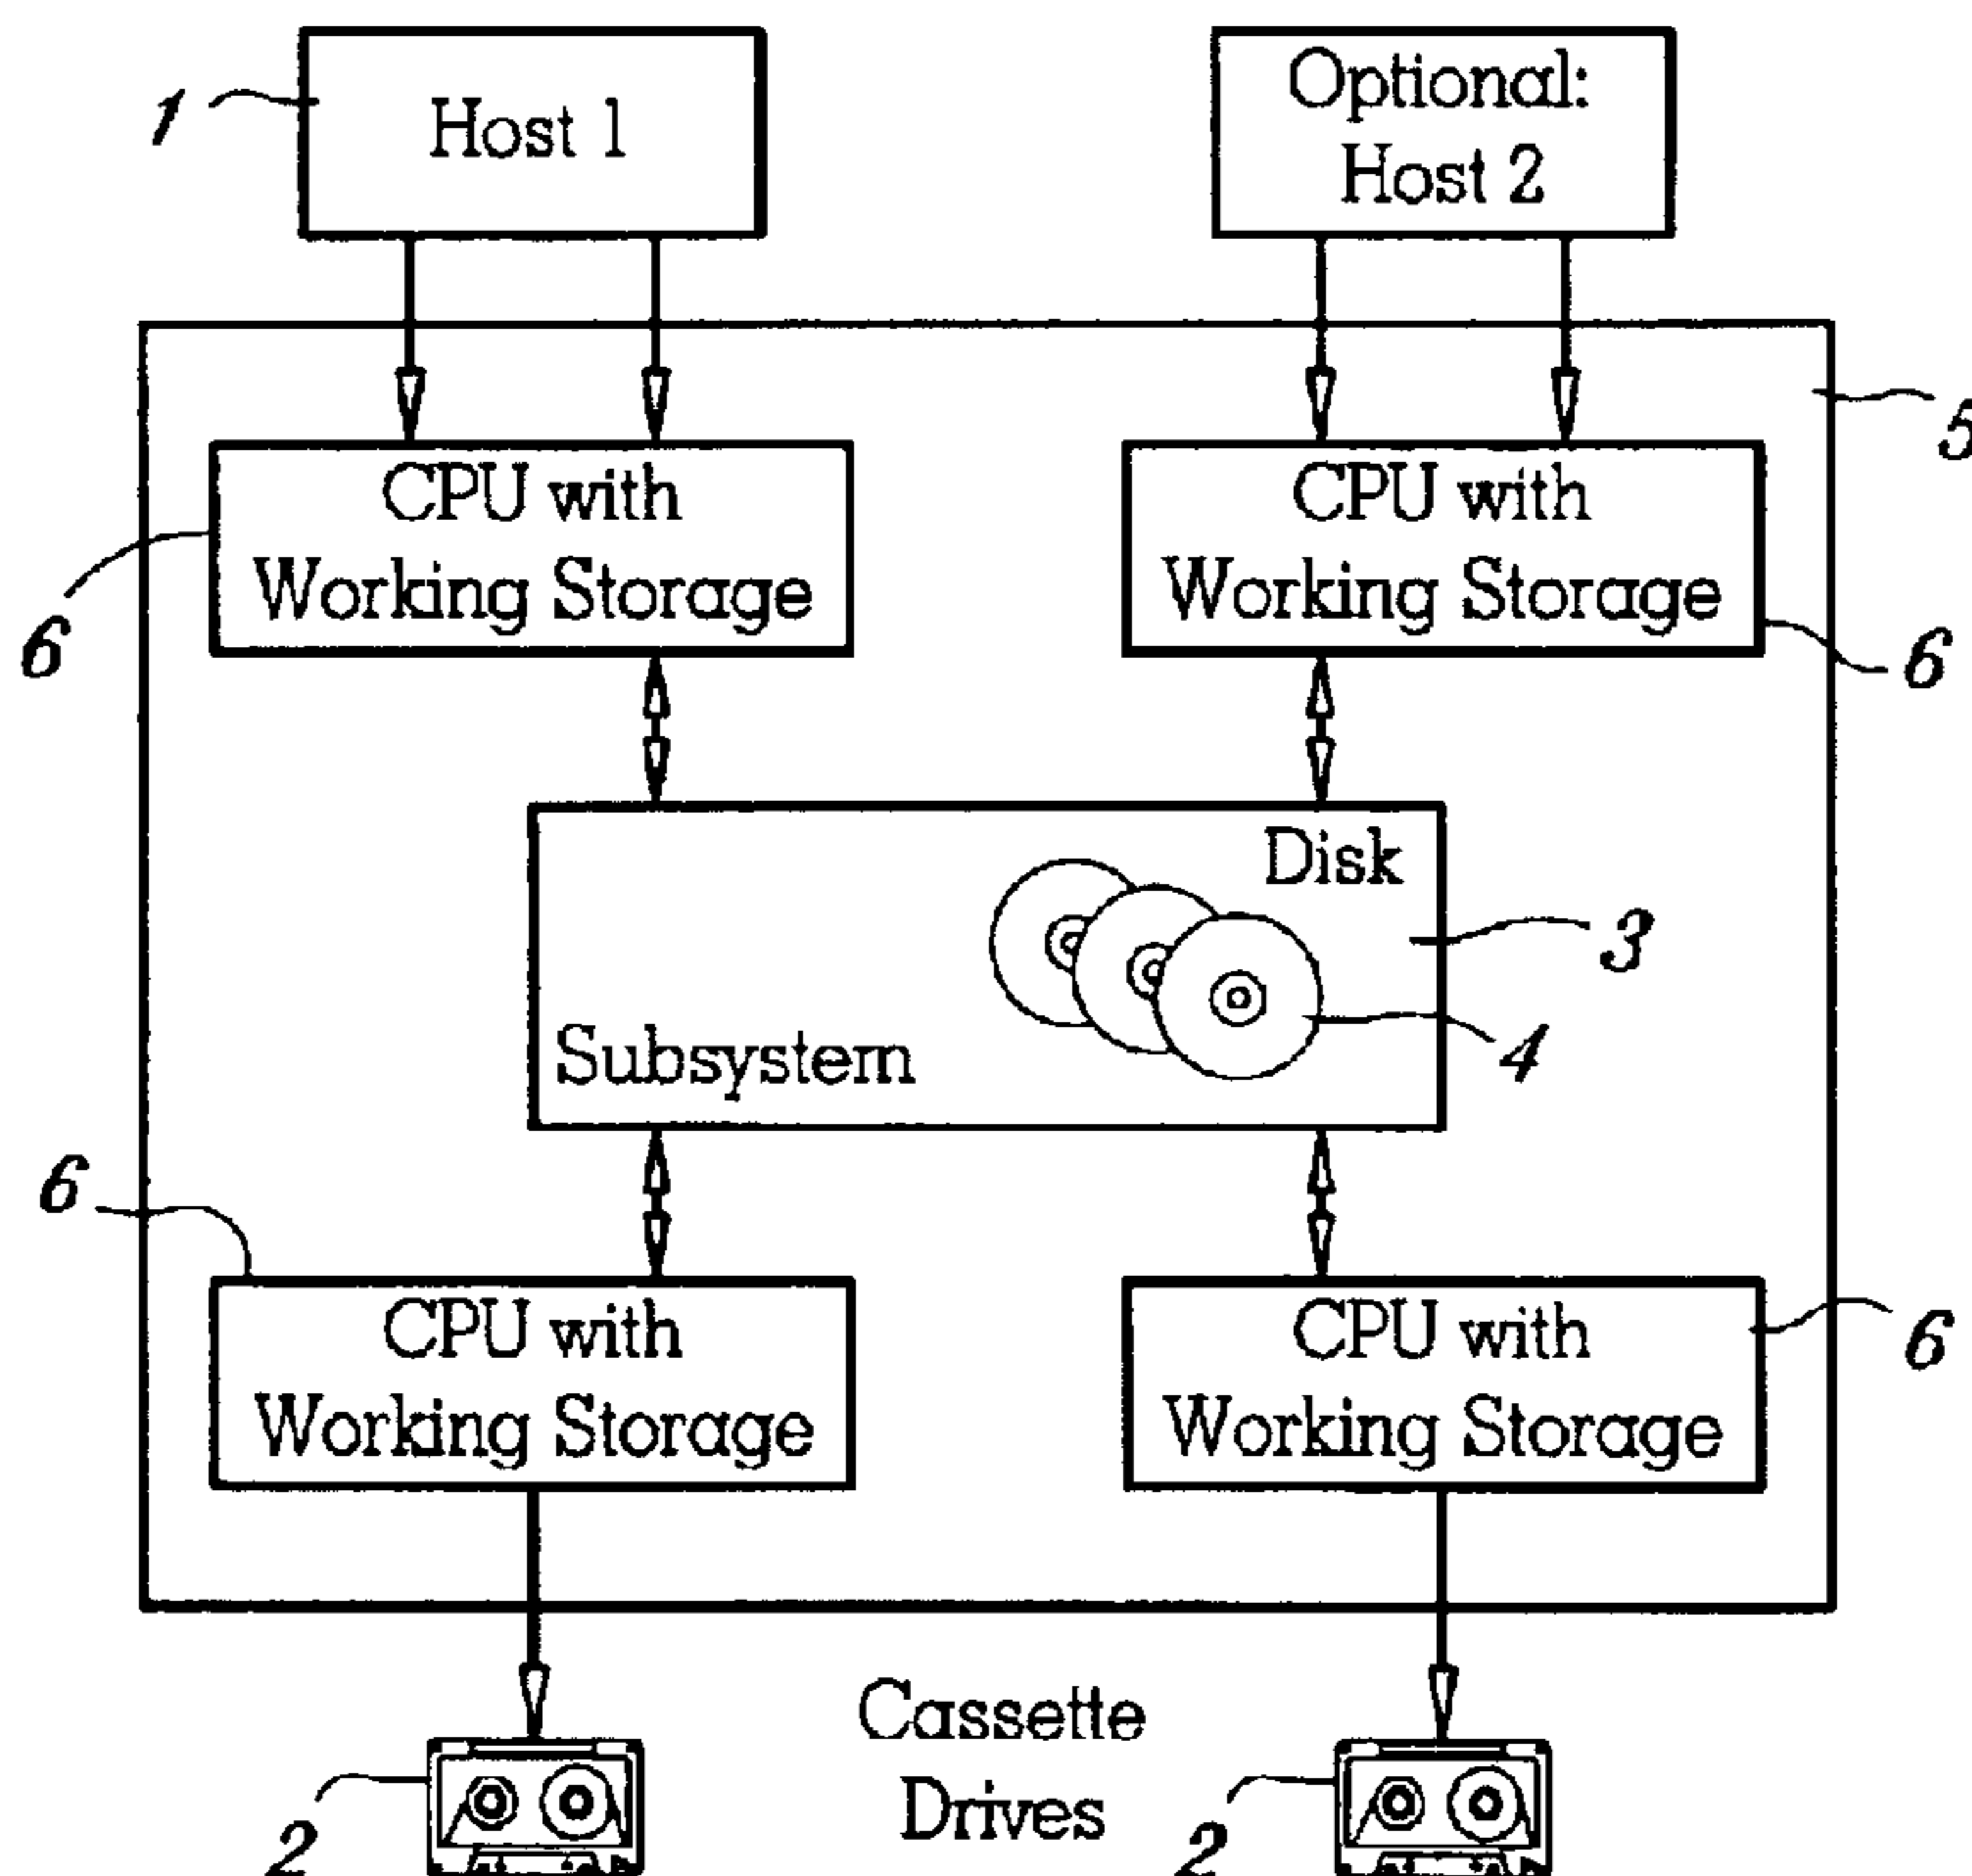 1
Host 1
Optional:
Host 2
5
CPU with
Working Storage
6
CPU with
Working Storage
6
Disk
3
Subsystem
4
6
CPU with
Working Storage
CPU with
Working Storage
6
Cassette
Drives
2
2